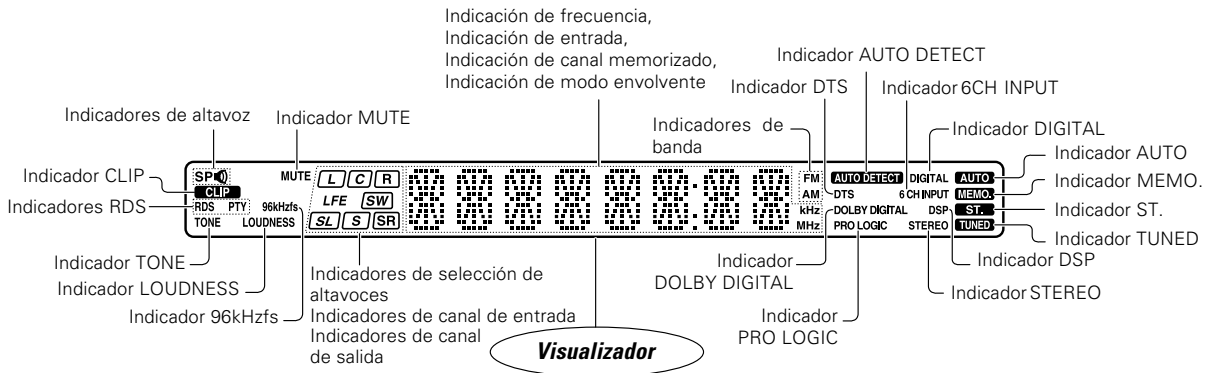 Indicación de frecuencia,
Indicación de entrada,
Indicación de canal memorizado,
Indicación de modo envolvente
Indicador AUTO DETECT
Indicador DTS
Indicador 6CH INPUT
Indicadores de altavoz
Indicador MUTE
Indicadores de
banda
Indicador DIGITAL
Indicador AUTO
Indicador CLIP
Indicador MEMO.
Indicadores RDS
Indicador ST.
Indicador TUNED
SP
MUTE
L C R
FM
AUTO DETECT DIGITAL AUTO
CLIP
LFE SW
AM
DTS 6 CH INPUT MEMO.
RDS PTY 96kHzfs
kHz
DOLBY DIGITAL DSP ST.
TONE LOUDNESS
SL S SR
MHz
PRO LOGIC STEREO TUNED
Indicador TONE
Indicador LOUDNESS
Indicador 96kHzfs
Indicadores de selección de
altavoces
Indicadores de canal de entrada
Indicadores de canal
de salida
Visualizador
Indicador
DOLBY DIGITAL
Indicador
PRO LOGIC
Indicador DSP
Indicador STEREO